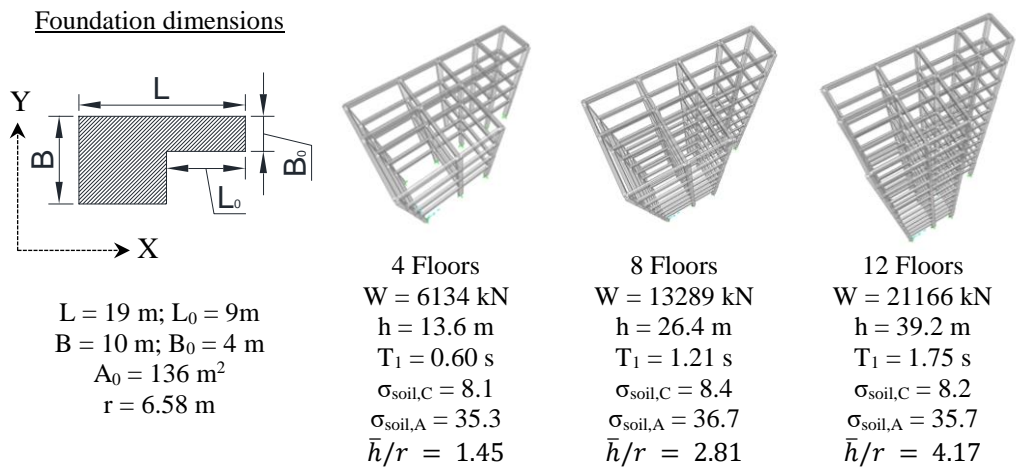 Foundation dimensions
L
Y
B
B₀
L₀
X
L = 19 m; L₀ = 9m
B = 10 m; B₀ = 4 m
A₀ = 136 m²
r = 6.58 m
4 Floors
W = 6134 kN
h = 13.6 m
T₁ = 0.60 s
σsoil,C = 8.1
σsoil,A = 35.3
h̄/r = 1.45
8 Floors
W = 13289 kN
h = 26.4 m
T₁ = 1.21 s
σsoil,C = 8.4
σsoil,A = 36.7
h̄/r = 2.81
12 Floors
W = 21166 kN
h = 39.2 m
T₁ = 1.75 s
σsoil,C = 8.2
σsoil,A = 35.7
h̄/r = 4.17